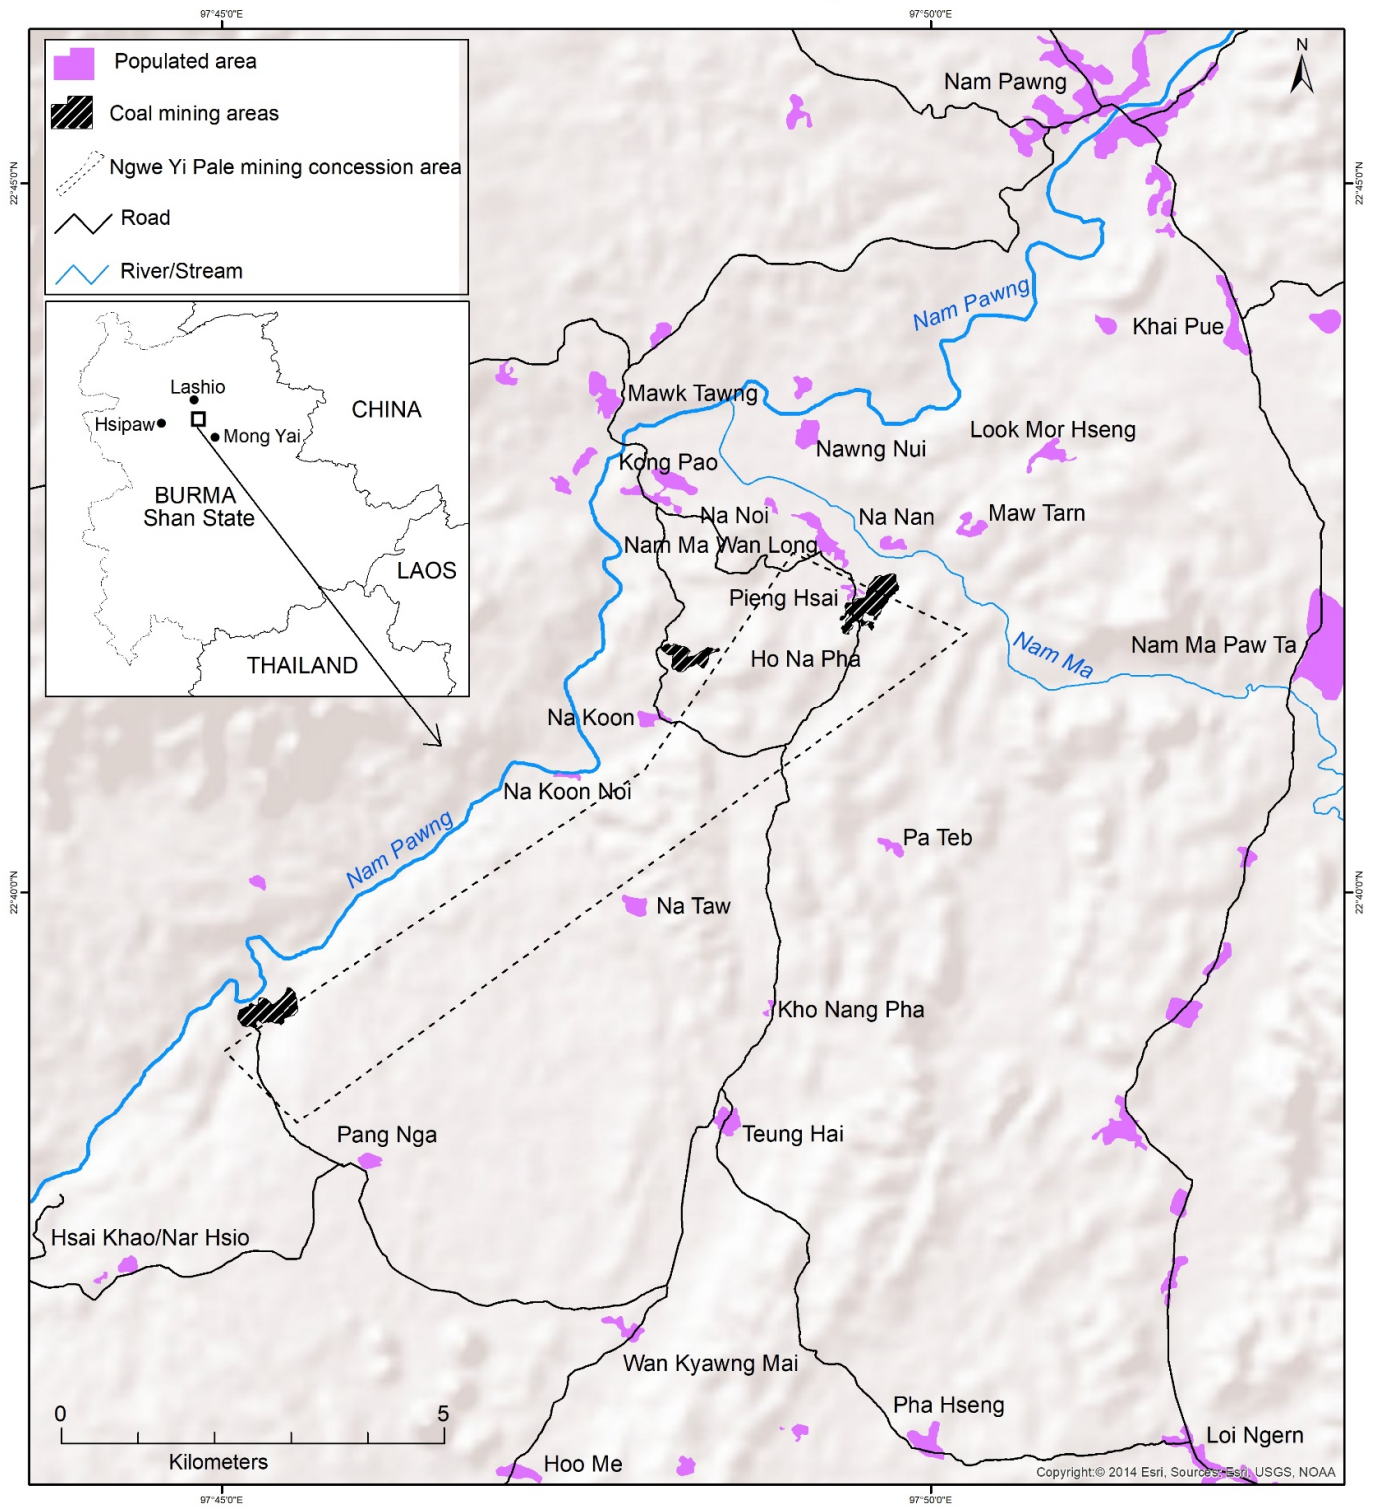 97°45'0"E
97°50'0"E
N
Populated area
Coal mining areas
Ngwe Yi Pale mining concession area
Road
River/Stream
22°45'0"N
22°45'0"N
Nam Pawng
Nam Pawng
Khai Pue
Lashio
Hsipaw
Mong Yai
CHINA
BURMA
Shan State
LAOS
THAILAND
Mawk Tawng
Nawng Nui
Look Mor Hseng
Kong Pao
Na Noi
Na Nan
Maw Tarn
Nam Ma Wan Long
Pieng Hsai
Ho Na Pha
Nam Ma
Nam Ma Paw Ta
Na Koon
Na Koon Noi
Nam Pawng
Pa Teb
22°40'0"N
22°40'0"N
Na Taw
Kho Nang Pha
Pang Nga
Teung Hai
Hsai Khao/Nar Hsio
Wan Kyawng Mai
Pha Hseng
0
5
Kilometers
Loi Ngern
Hoo Me
Copyright:© 2014 Esri, Sources: Esri, USGS, NOAA
97°45'0"E
97°50'0"E